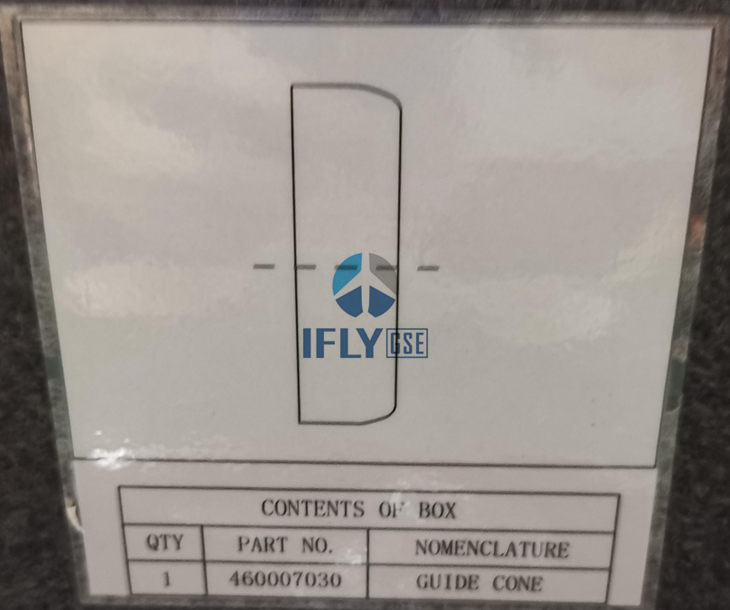 IFLY GSE
CONTENTS OF BOX
QTY PART NO. NOMENCLATURE
1 460007030 GUIDE CONE